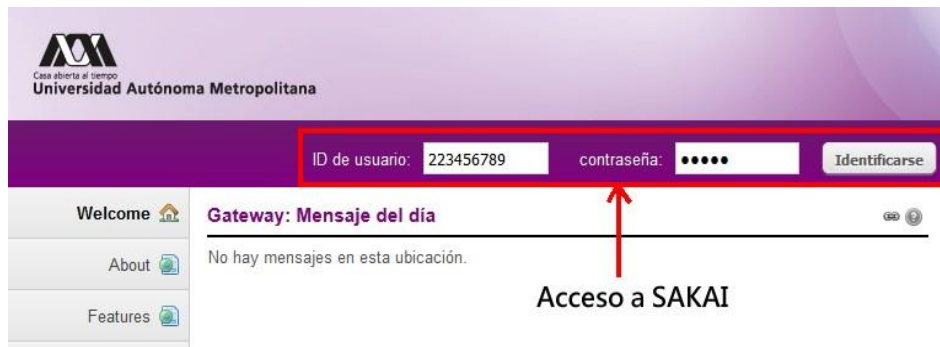 Casa abierta al tiempo
Universidad Autónoma Metropolitana
ID de usuario: 223456789 contraseña: ••••• Identificarse
Welcome
Gateway: Mensaje del día
About
No hay mensajes en esta ubicación.
Acceso a SAKAI
Features